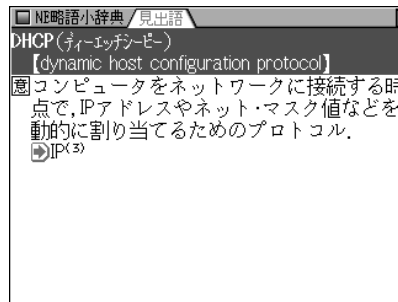 NE略語小辞典 見出語
DHCP(ディーエッチシーピー)
【dynamic host configuration protocol】
意コンピュータをネットワークに接続する時
点で,IPアドレスやネット・マスク値などを
動的に割り当てるためのプロトコル.
IP(3)